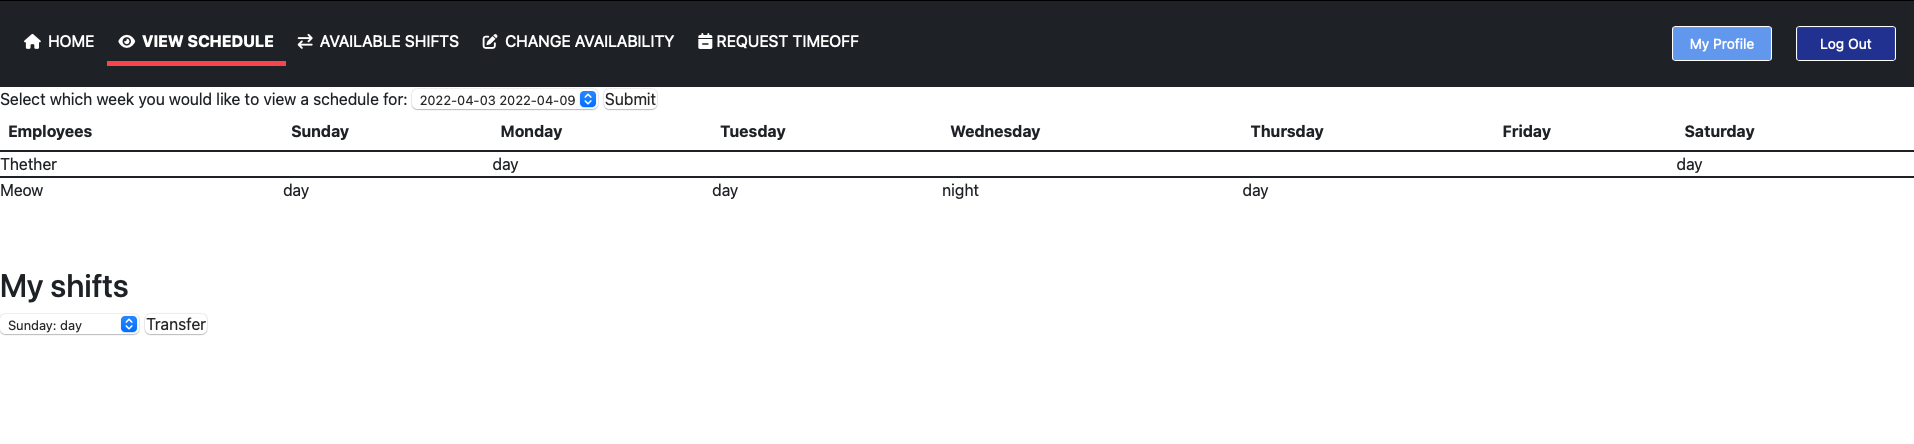 HOME VIEW SCHEDULE AVAILABLE SHIFTS CHANGE AVAILABILITY REQUEST TIMEOFF My Profile Log Out
Select which week you would like to view a schedule for: 2022-04-03 2022-04-09 Submit
Employees Sunday Monday Tuesday Wednesday Thursday Friday Saturday
Thether day day
Meow day day night day
My shifts
Sunday: day Transfer